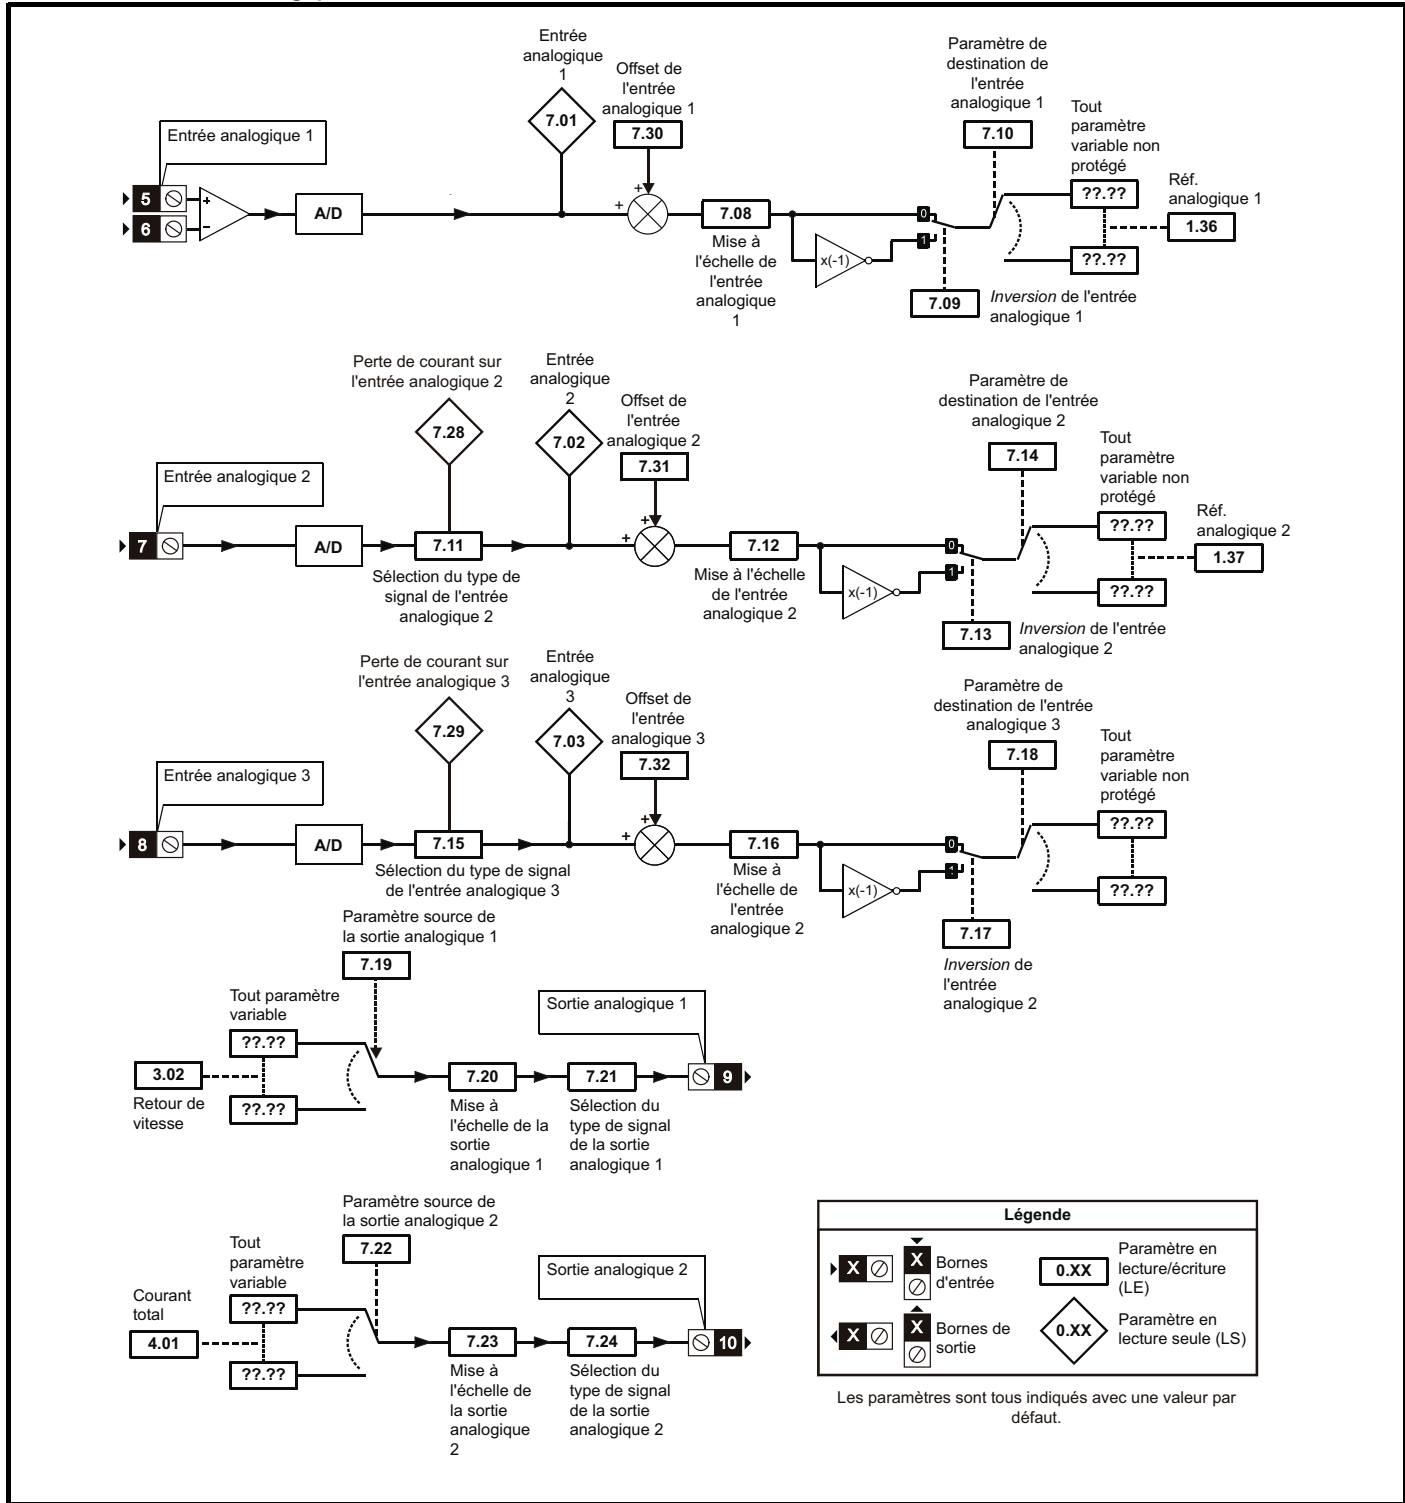 Entrée
analogique
1
7.01
Offset de
l'entrée
analogique 1
7.30
Paramètre de
destination de
l'entrée
analogique 1
7.10
Tout
paramètre
variable non
protégé
??.??
??.??
Réf.
analogique 1
1.36
Entrée analogique 1
5
6
+
−
A/D
+
+
7.08
Mise à
l'échelle de
l'entrée
analogique
1
x(-1)
0
1
7.09
Inversion de l'entrée
analogique 1
Perte de courant sur
l'entrée analogique 2
7.28
Entrée
analogique
2
7.02
Offset de
l'entrée
analogique 2
7.31
Paramètre de
destination de l'entrée
analogique 2
7.14
Tout
paramètre
variable non
protégé
??.??
??.??
Réf.
analogique 2
1.37
Entrée analogique 2
7
A/D
7.11
Sélection du type de
signal de l'entrée
analogique 2
+
+
7.12
Mise à l'échelle
de l'entrée
analogique 2
x(-1)
0
1
7.13
Inversion de l'entrée
analogique 2
Perte de courant sur
l'entrée analogique 3
7.29
Entrée
analogique
3
7.03
Offset de
l'entrée
analogique 3
7.32
Paramètre de
destination de l'entrée
analogique 3
7.18
Tout
paramètre
variable non
protégé
??.??
??.??
Entrée analogique 3
8
A/D
7.15
Sélection du type de signal
de l'entrée analogique 3
+
+
7.16
Mise à
l'échelle de
l'entrée
analogique 2
x(-1)
0
1
7.17
Inversion de
l'entrée
analogique 2
Paramètre source de
la sortie analogique 1
7.19
Tout paramètre
variable
??.??
??.??
3.02
Retour de
vitesse
7.20
Mise à
l'échelle de la
sortie
analogique 1
7.21
Sélection du
type de signal
de la sortie
analogique 1
Sortie analogique 1
9
Paramètre source de
la sortie analogique 2
7.22
Tout
paramètre
variable
??.??
??.??
Courant
total
4.01
7.23
Mise à
l'échelle de
la sortie
analogique
2
7.24
Sélection du
type de signal
de la sortie
analogique 2
Sortie analogique 2
10
Légende
X
X
Bornes
d'entrée
0.XX
Paramètre en
lecture/écriture
(LE)
X
X
Bornes de
sortie
0.XX
Paramètre en
lecture seule (LS)
Les paramètres sont tous indiqués avec une valeur par
défaut.